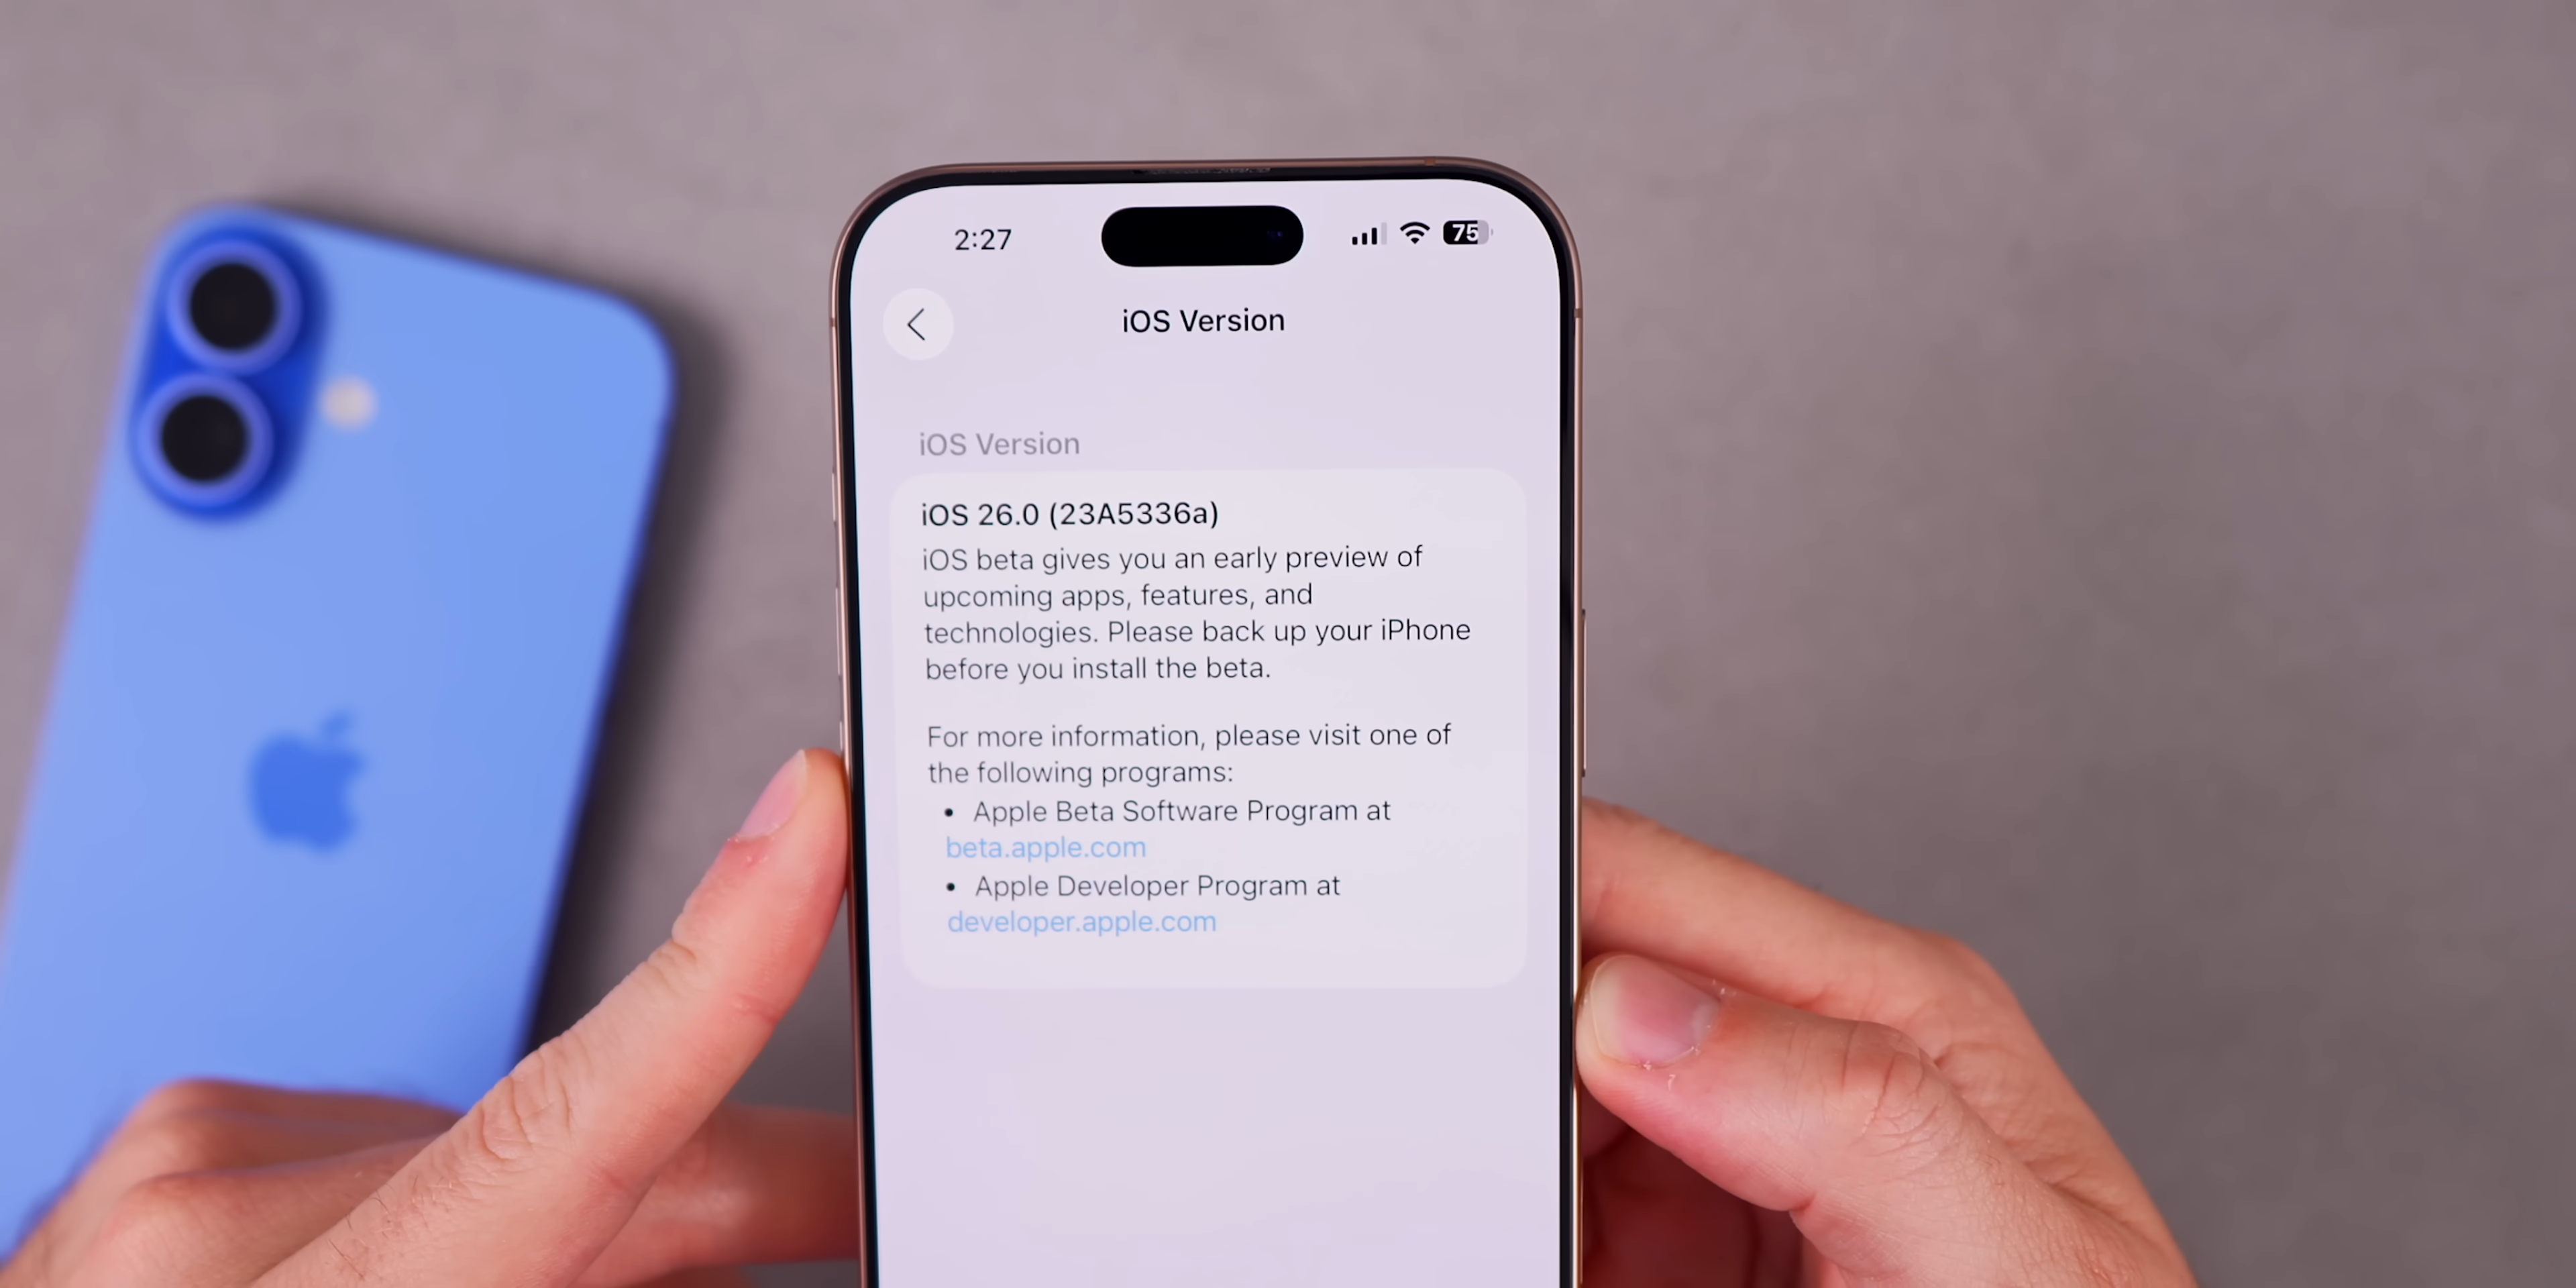 2:27
75
iOS Version
iOS Version
iOS 26.0 (23A5336a)
iOS beta gives you an early preview of
upcoming apps, features, and
technologies. Please back up your iPhone
before you install the beta.
For more information, please visit one of
the following programs:
• Apple Beta Software Program at
beta.apple.com
• Apple Developer Program at
developer.apple.com